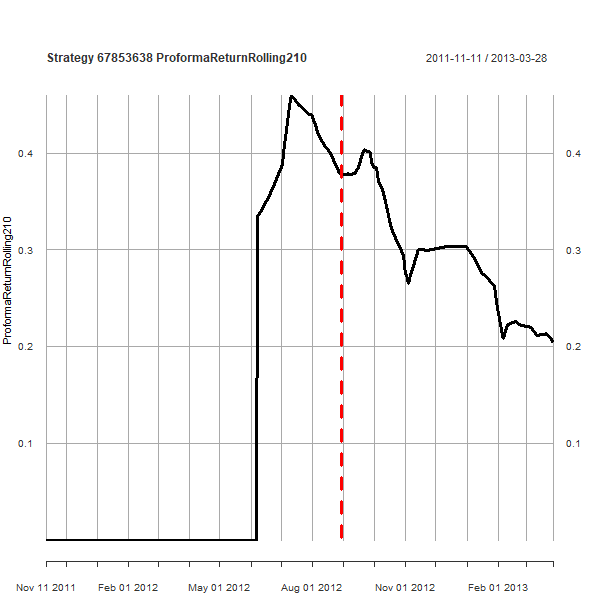 Strategy 67853638 ProformaReturnRolling210
2011-11-11 / 2013-03-28
ProformaReturnRolling210
0.4
0.4
0.3
0.3
0.2
0.2
0.1
0.1
Nov 11 2011
Feb 01 2012
May 01 2012
Aug 01 2012
Nov 01 2012
Feb 01 2013